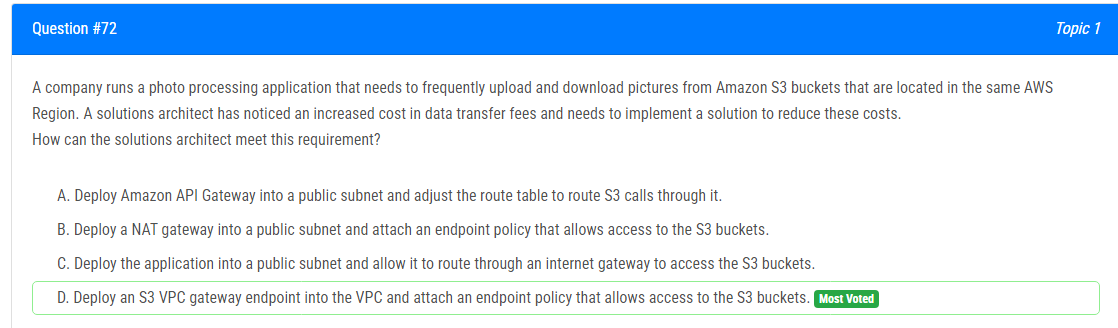 Question #72
Topic 1
A company runs a photo processing application that needs to frequently upload and download pictures from Amazon S3 buckets that are located in the same AWS
Region. A solutions architect has noticed an increased cost in data transfer fees and needs to implement a solution to reduce these costs.
How can the solutions architect meet this requirement?
A. Deploy Amazon API Gateway into a public subnet and adjust the route table to route S3 calls through it.
B. Deploy a NAT gateway into a public subnet and attach an endpoint policy that allows access to the S3 buckets.
C. Deploy the application into a public subnet and allow it to route through an internet gateway to access the S3 buckets.
D. Deploy an S3 VPC gateway endpoint into the VPC and attach an endpoint policy that allows access to the S3 buckets. Most Voted